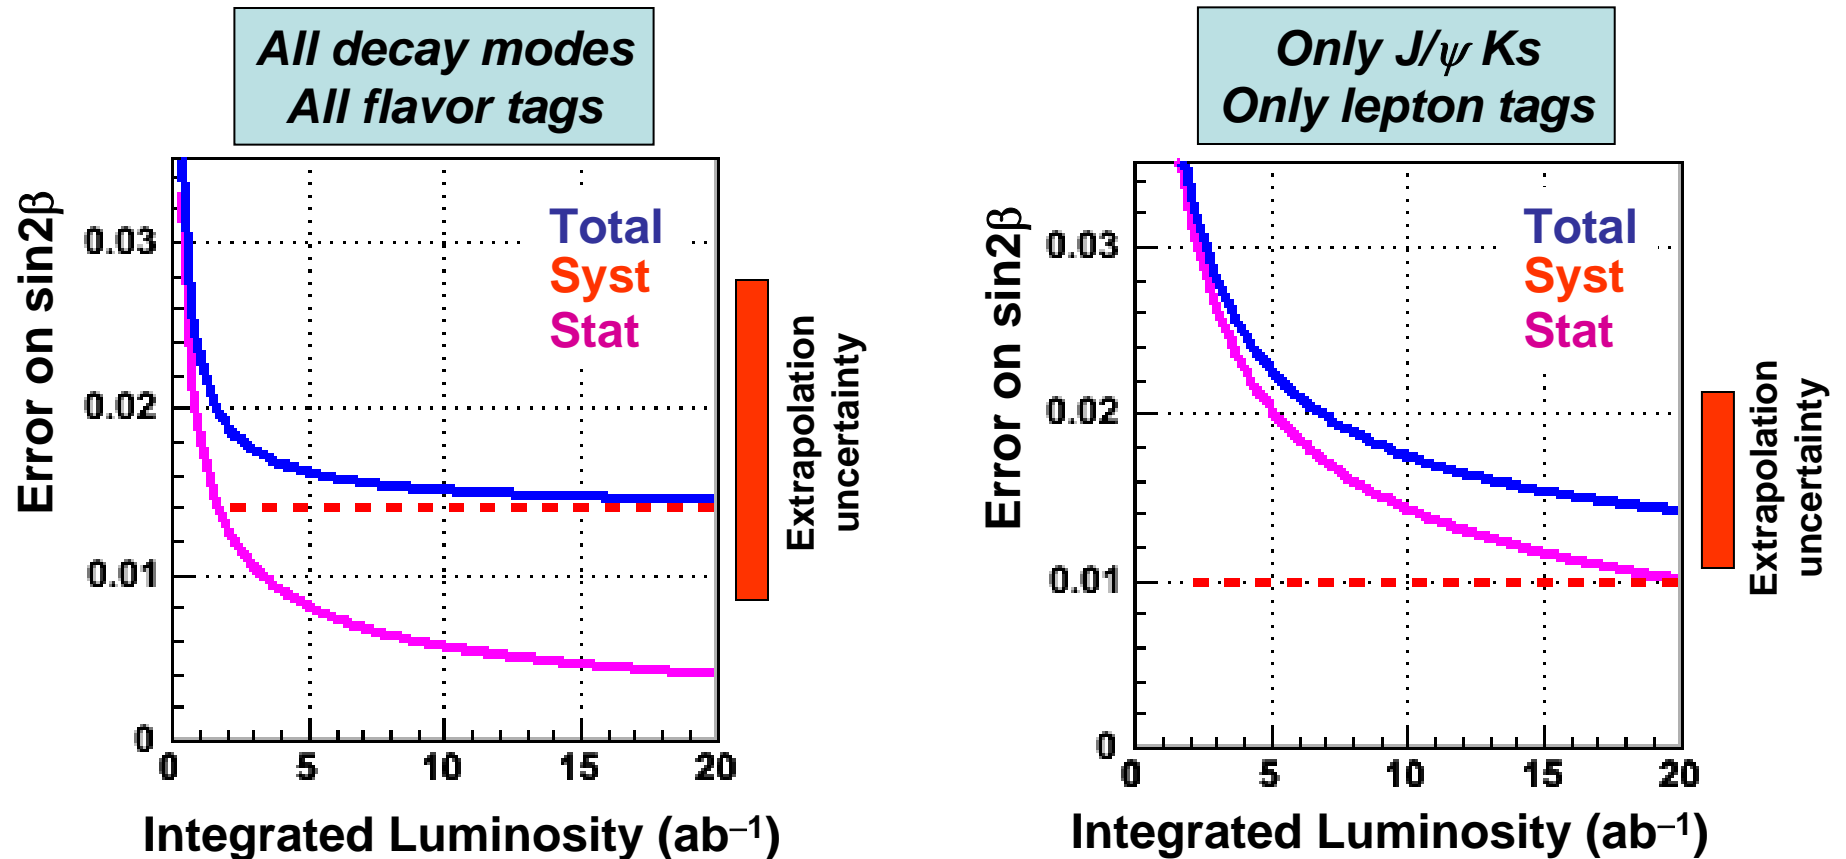 All decay modes
All flavor tags
Error on sin2β
0.03
0.02
0.01
0
Total
Syst
Stat
0 5 10 15 20
Integrated Luminosity (ab⁻¹)
Extrapolation
uncertainty
Only J/ψ Ks
Only lepton tags
Error on sin2β
0.03
0.02
0.01
0
Total
Syst
Stat
0 5 10 15 20
Integrated Luminosity (ab⁻¹)
Extrapolation
uncertainty